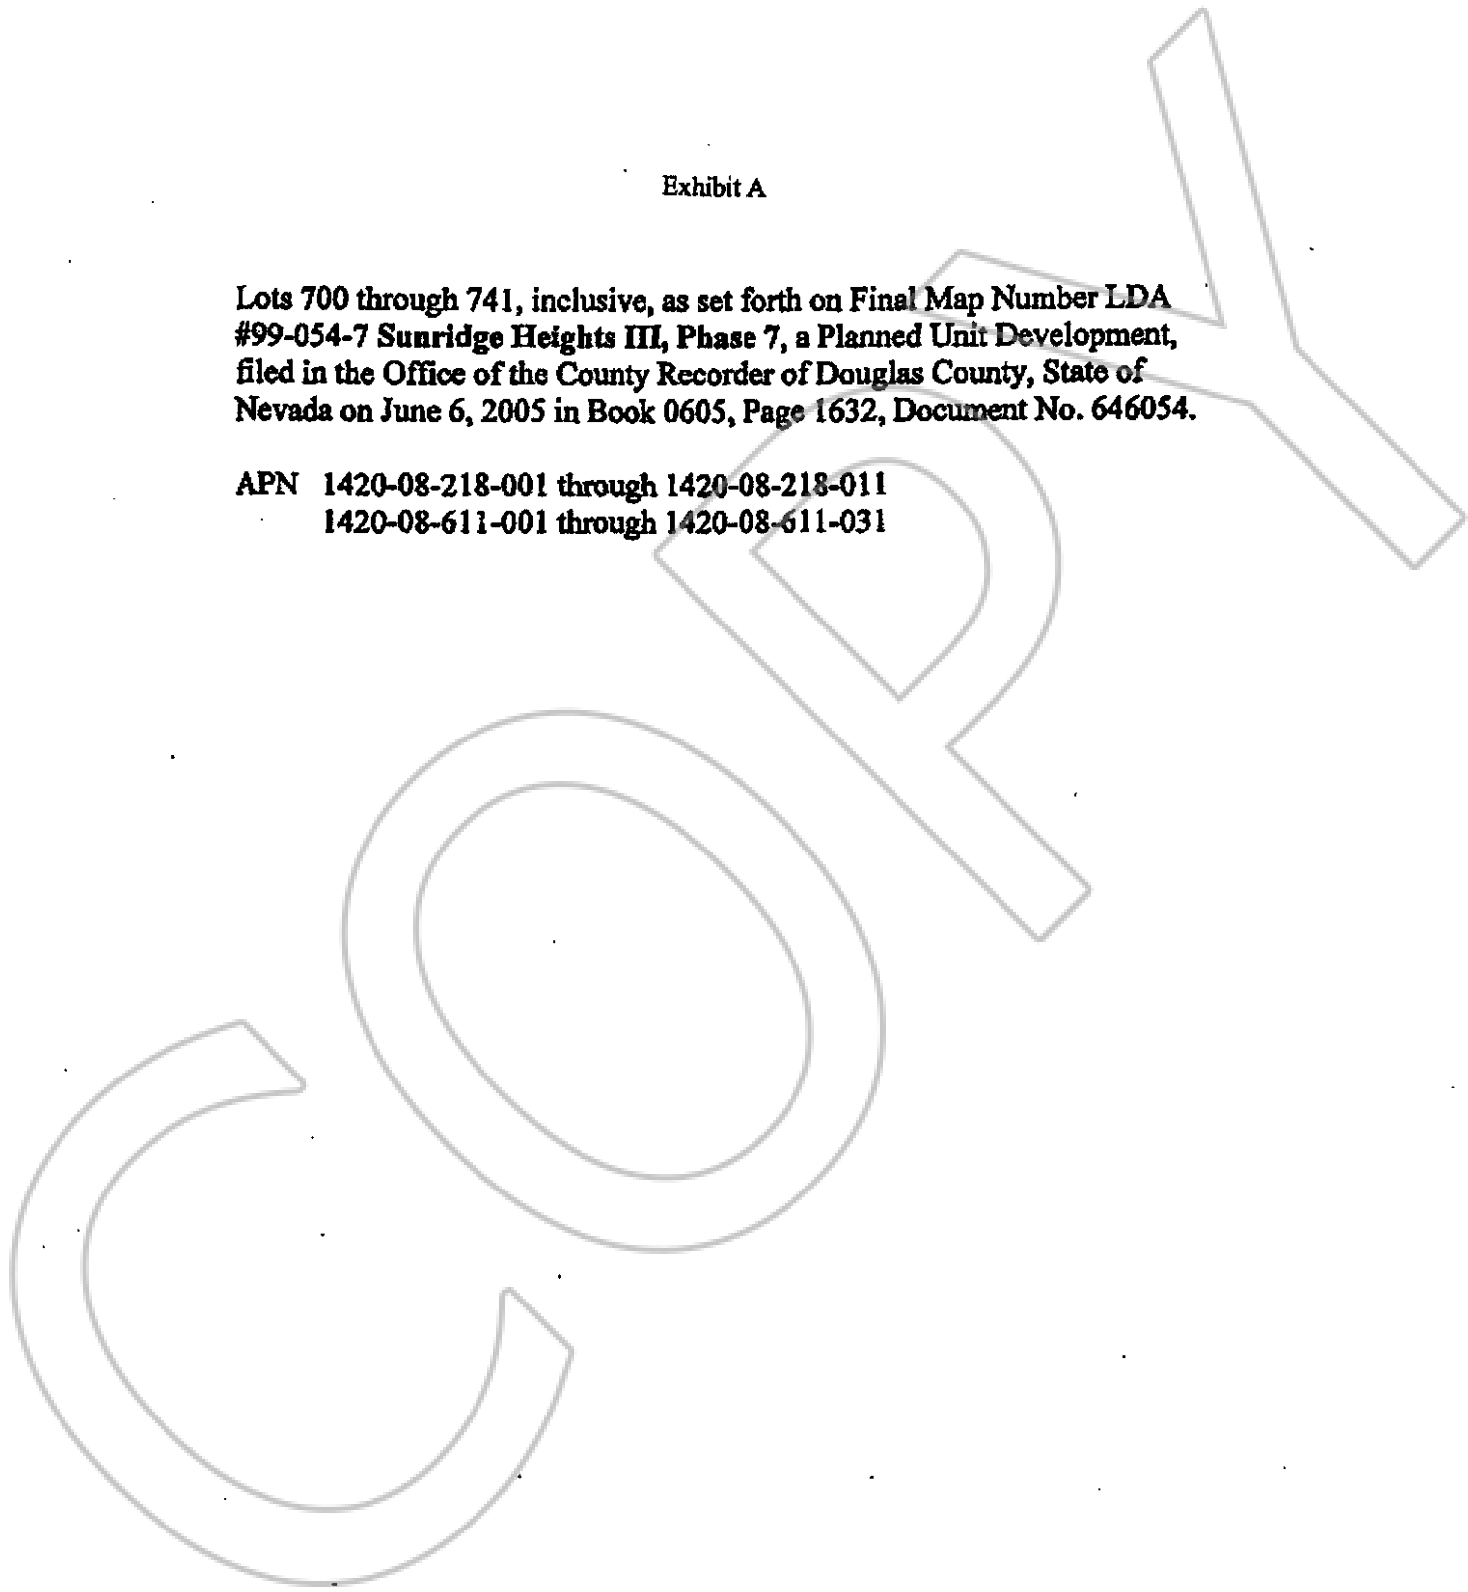 Exhibit A
Lots 700 through 741, inclusive, as set forth on Final Map Number LDA
#99-054-7 Sunridge Heights III, Phase 7, a Planned Unit Development,
filed in the Office of the County Recorder of Douglas County, State of
Nevada on June 6, 2005 in Book 0605, Page 1632, Document No. 646054.
APN 1420-08-218-001 through 1420-08-218-011
1420-08-611-001 through 1420-08-611-031
COPY